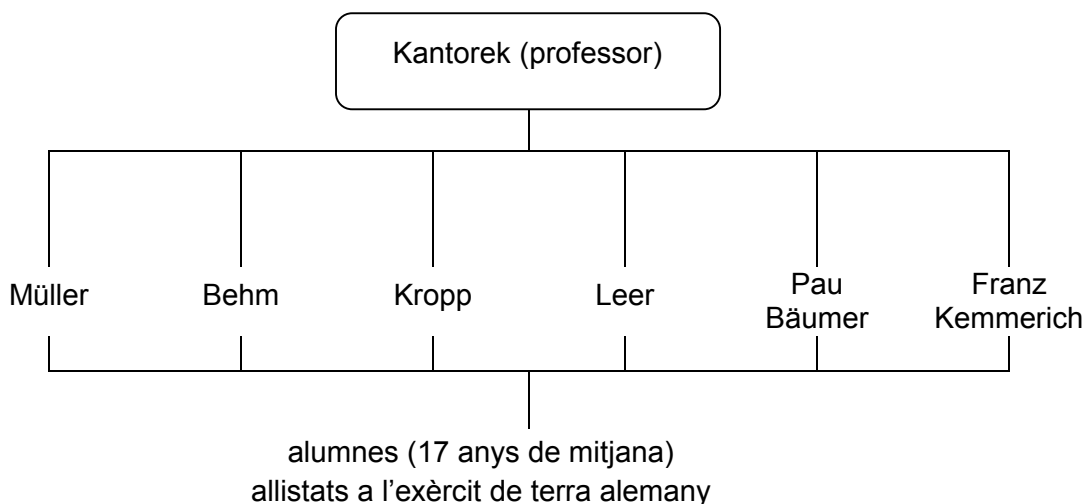 Kantorek (professor)
Müller
Behm
Kropp
Leer
Pau
Bäumer
Franz
Kemmerich
alumnes (17 anys de mitjana)
allistats a l’exèrcit de terra alemany